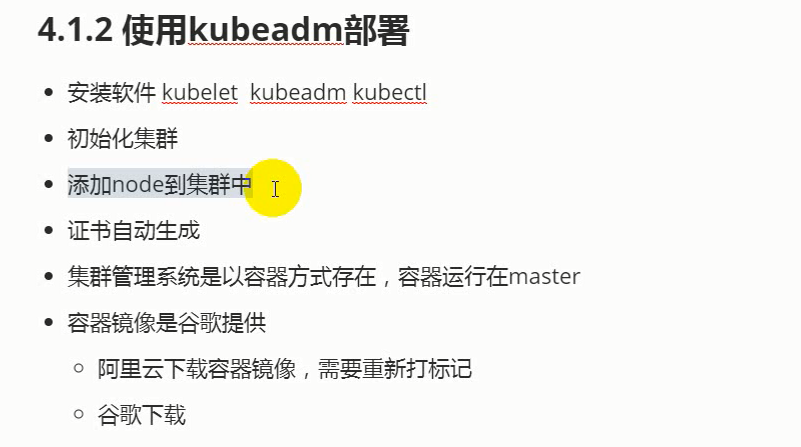 4.1.2 使用kubeadm部署
安装软件 kubelet kubeadm kubectl
初始化集群
添加node到集群中
证书自动生成
集群管理系统是以容器方式存在，容器运行在master
容器镜像是谷歌提供
阿里云下载容器镜像，需要重新打标记
谷歌下载